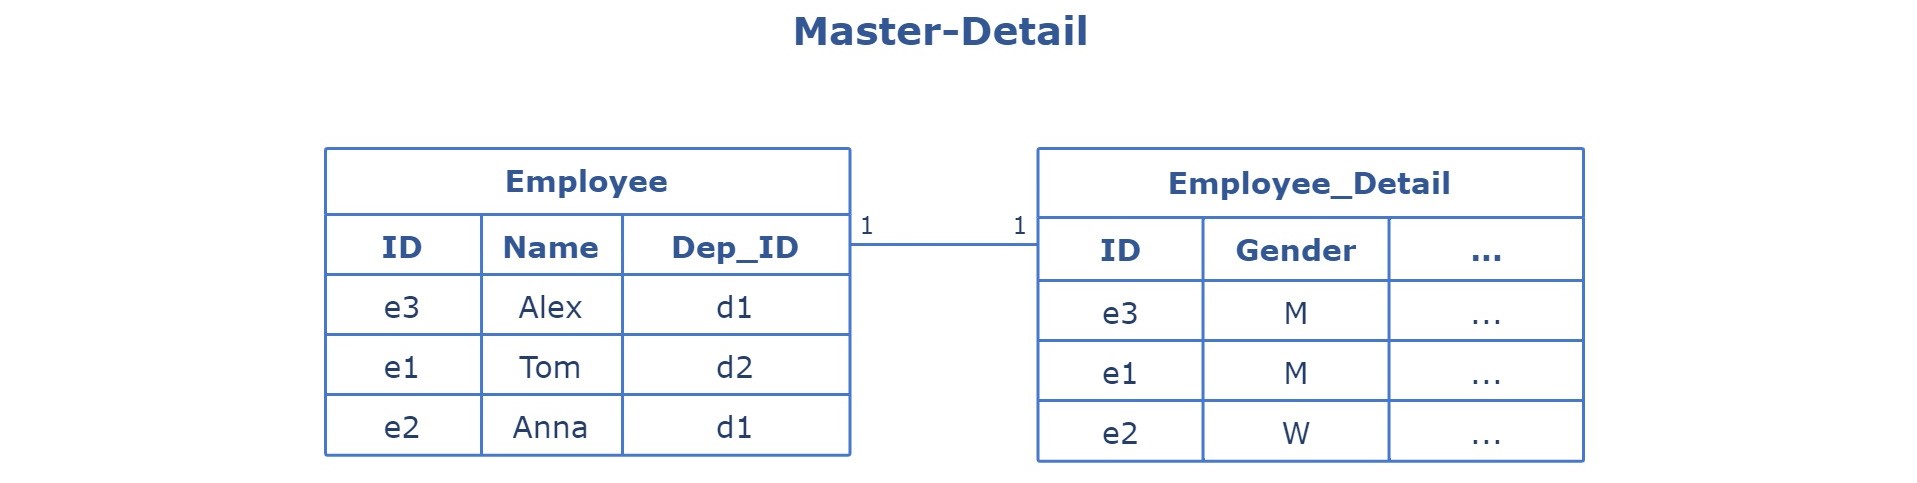 Master-Detail
Employee
ID Name Dep_ID
e3 Alex d1
e1 Tom d2
e2 Anna d1
1 1
Employee_Detail
ID Gender ...
e3 M ...
e1 M ...
e2 W ...